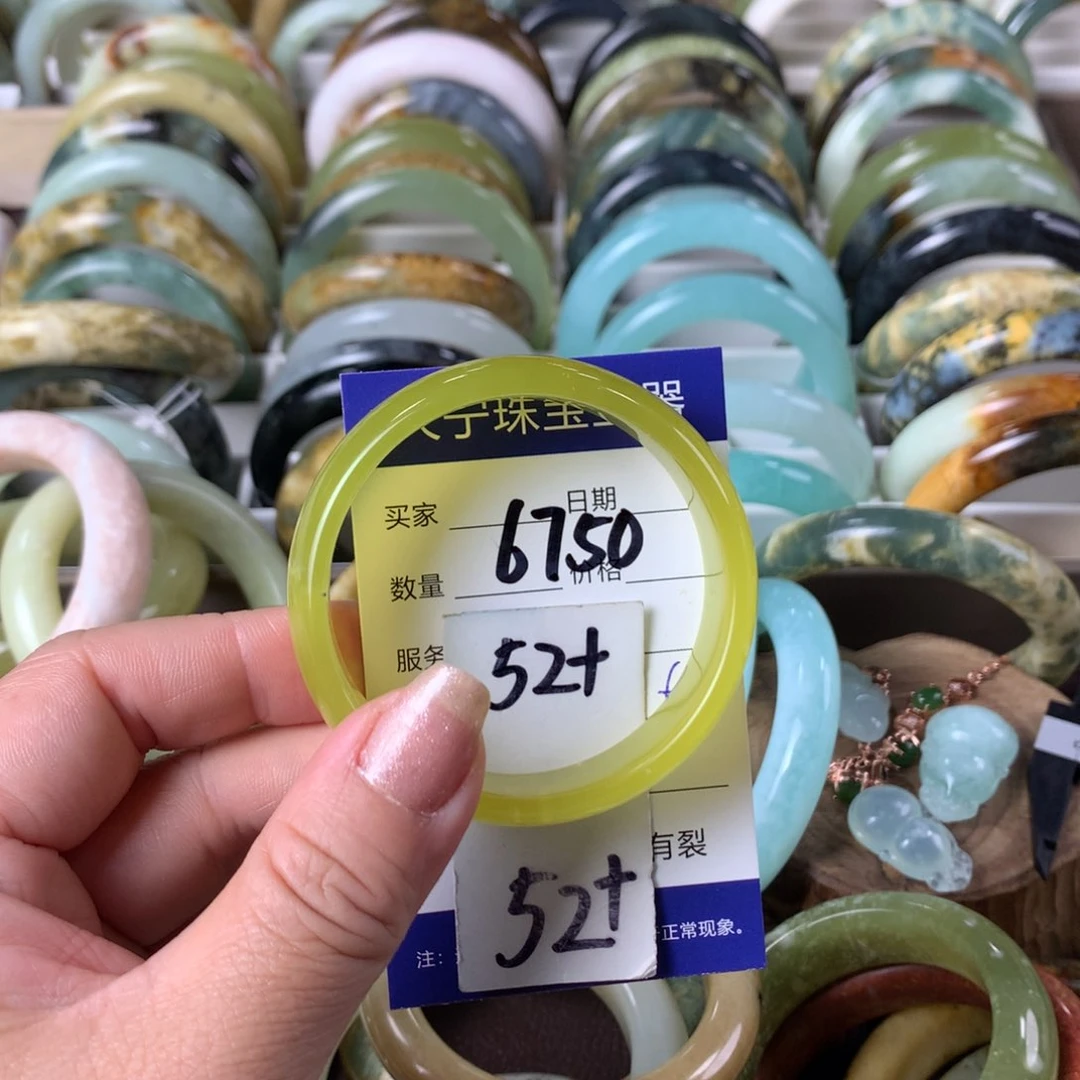 宁珠宝
买家 日期
6750
数量 价格
52+
服务
有裂
52+
注: 正常现象。